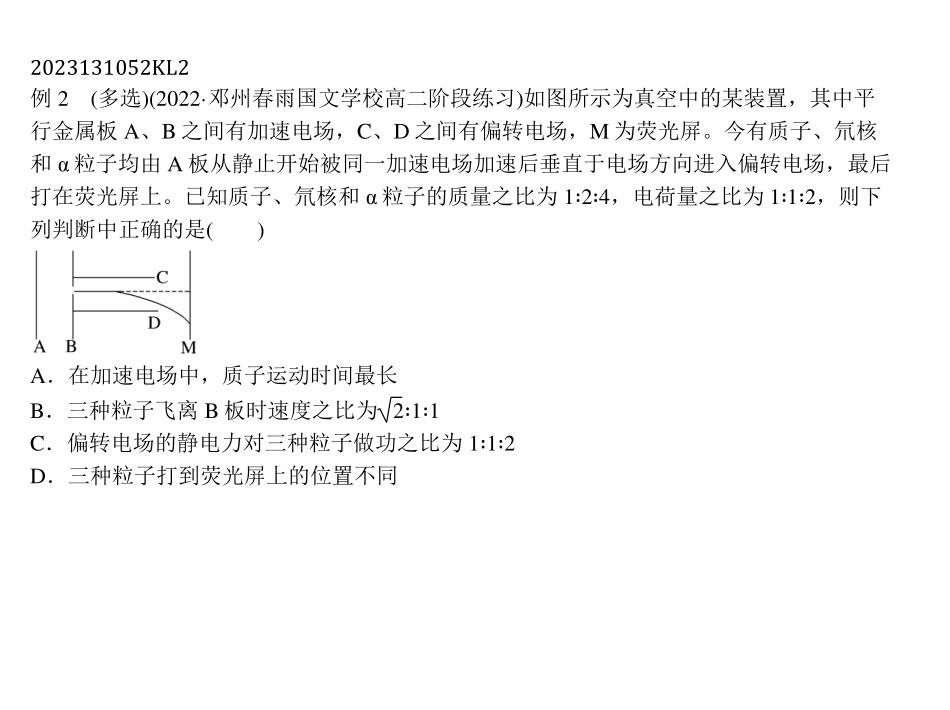 2023131052KL2
例 2　(多选)(2022·邓州春雨国文学校高二阶段练习)如图所示为真空中的某装置，其中平
行金属板 A、B 之间有加速电场，C、D 之间有偏转电场，M 为荧光屏。今有质子、氘核
和 α 粒子均由 A 板从静止开始被同一加速电场加速后垂直于电场方向进入偏转电场，最后
打在荧光屏上。已知质子、氘核和 α 粒子的质量之比为 1∶2∶4，电荷量之比为 1∶1∶2，则下
列判断中正确的是(　　)
C
D
A B M
A．在加速电场中，质子运动时间最长
B．三种粒子飞离 B 板时速度之比为√2∶1∶1
C．偏转电场的静电力对三种粒子做功之比为 1∶1∶2
D．三种粒子打到荧光屏上的位置不同